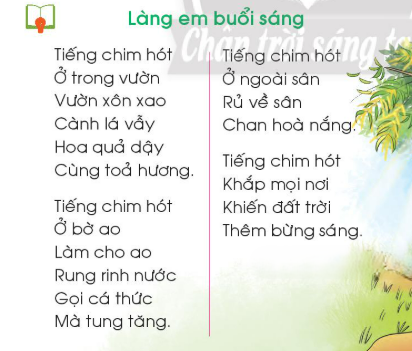 Làng em buổi sáng
Chân trời sáng tạ
Tiếng chim hót
Ở trong vườn
Vườn xôn xao
Cành lá vẫy
Hoa quả dậy
Cùng toả hương.
Tiếng chim hót
Ở bờ ao
Làm cho ao
Rung rinh nước
Gọi cá thức
Mà tung tăng.
Tiếng chim hót
Ở ngoài sân
Rủ về sân
Chan hoà nắng.
Tiếng chim hót
Khắp mọi nơi
Khiến đất trời
Thêm bừng sáng.